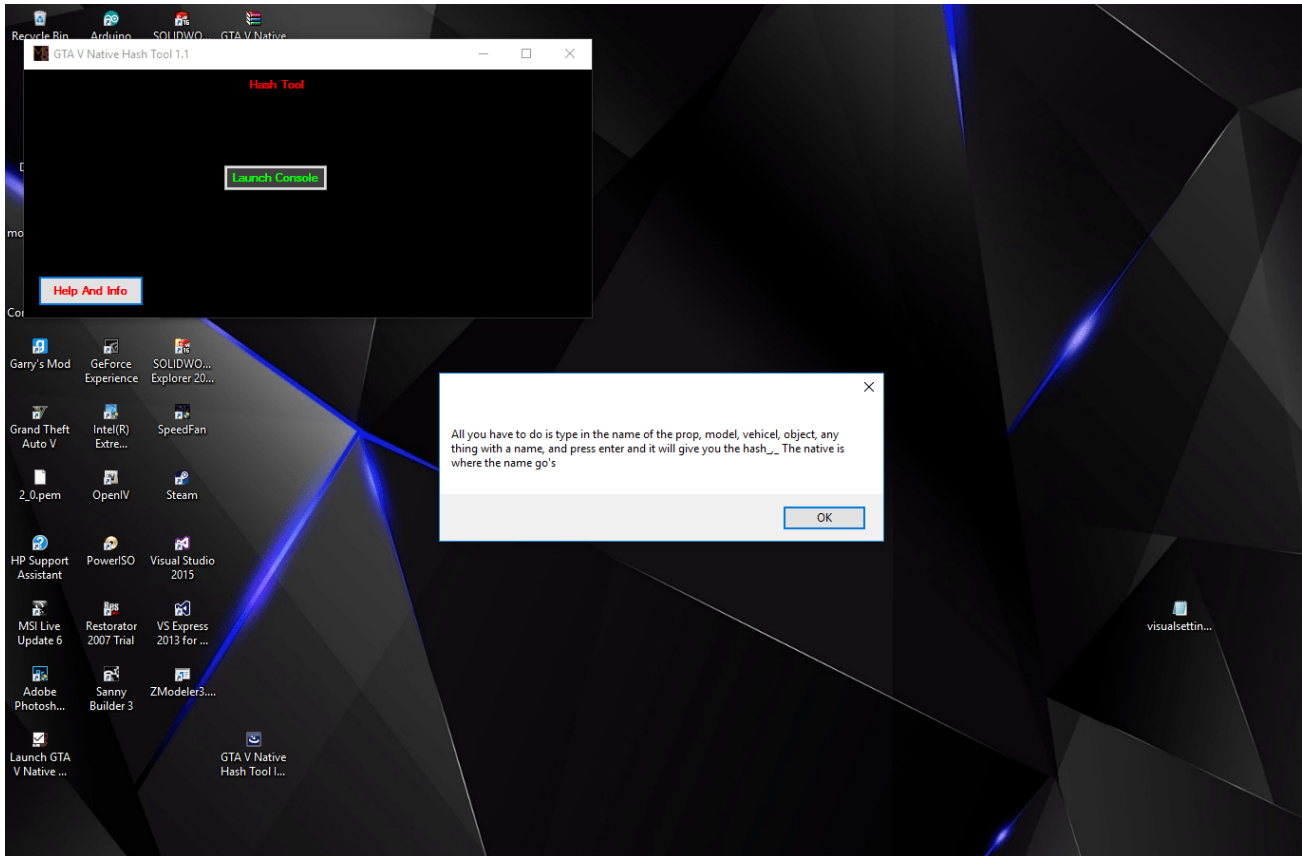 Recycle Bin
Arduino
SOLIDWO...
GTA V Native
GTA V Native Hash Tool 1.1
Hash Tool
Launch Console
Help And Info
mo
Garry's Mod
GeForce
Experience
SOLIDWO...
Explorer 20...
Grand Theft
Auto V
Intel(R)
Extre...
SpeedFan
2_0.pem
OpenIV
Steam
HP Support
Assistant
PowerISO
Visual Studio
2015
MSI Live
Update 6
Restorator
2007 Trial
VS Express
2013 for ...
Adobe
Photosh...
Sanny
Builder 3
ZModeler3....
Launch GTA
V Native ...
GTA V Native
Hash Tool I...
All you have to do is type in the name of the prop, model, vehicel, object, any
thing with a name, and press enter and it will give you the hash_._ The native is
where the name go's
OK
visualsettin...